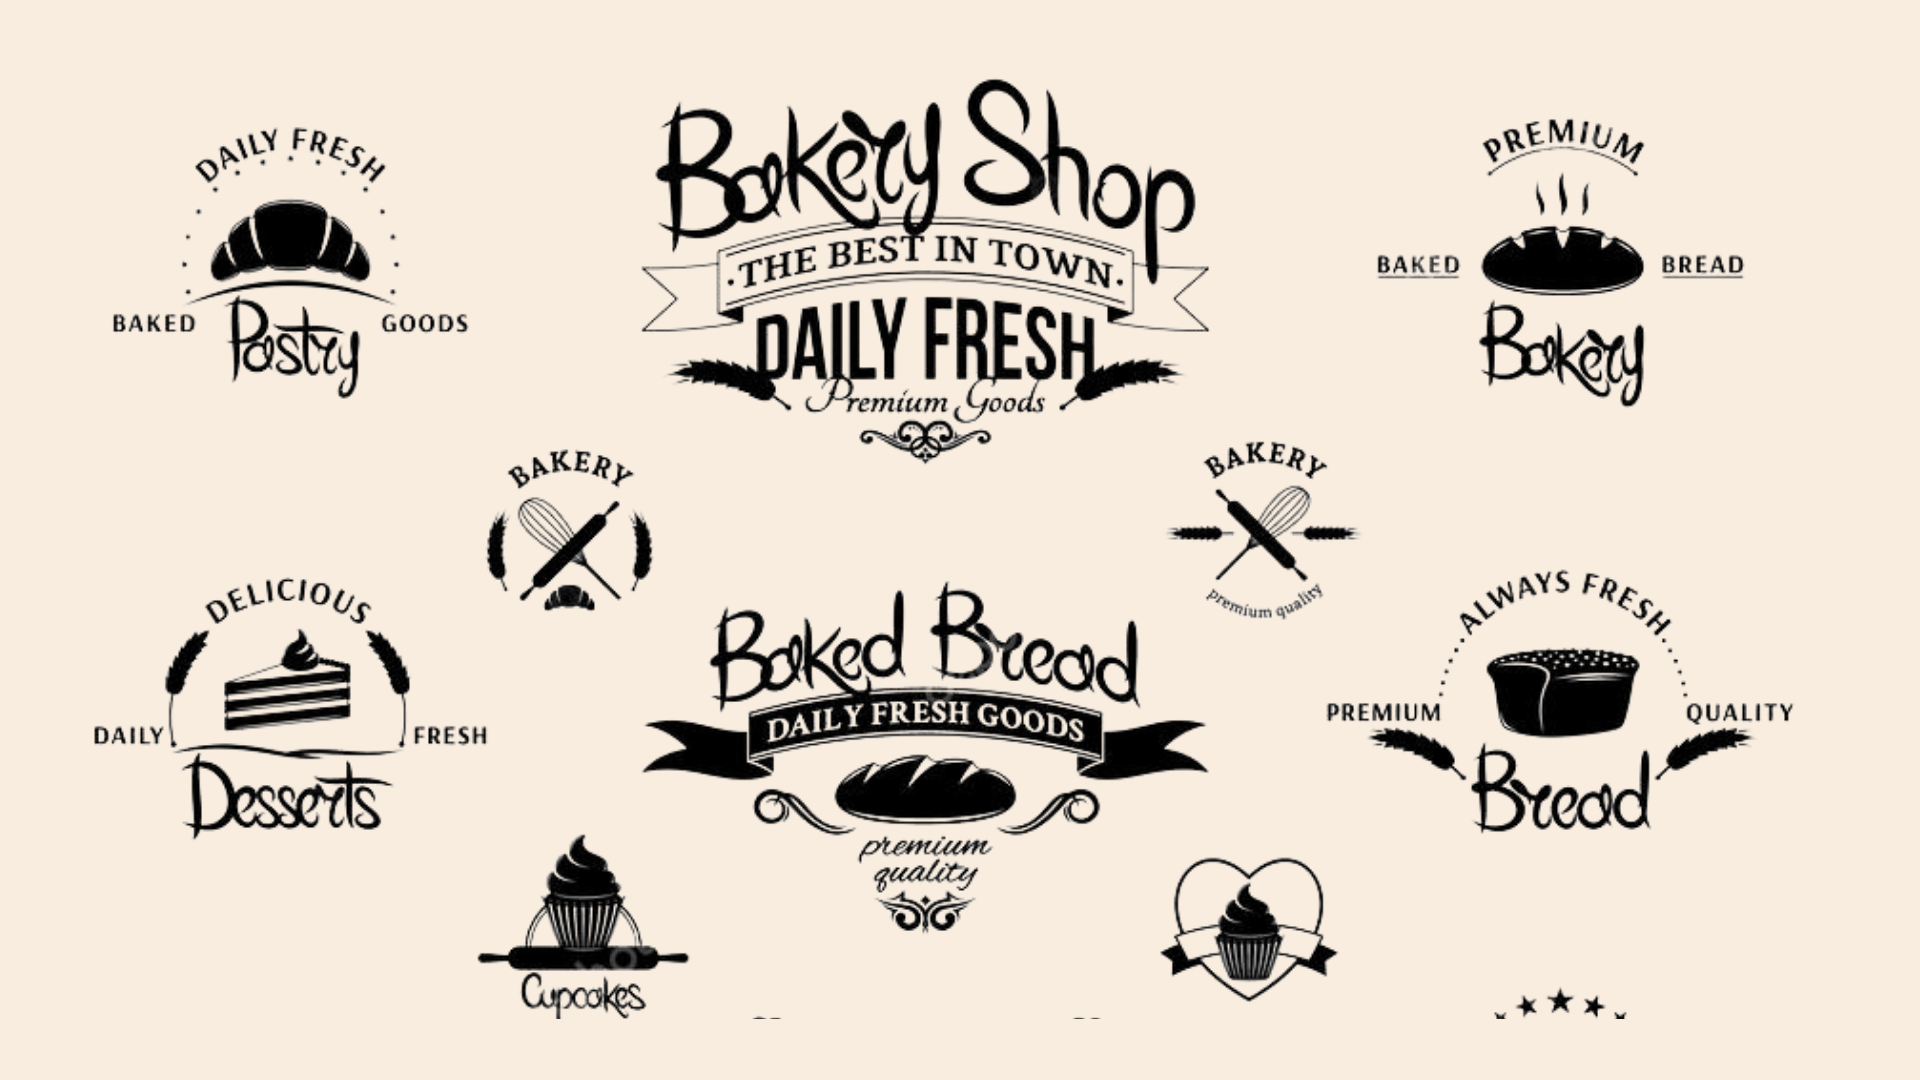 DAILY FRESH
BAKED GOODS
Pastry
Bakery Shop
·THE BEST IN TOWN·
DAILY FRESH
Premium Goods
PREMIUM
BAKED BREAD
Bakery
BAKERY
BAKERY
premium quality
DELICIOUS
DAILY FRESH
Desserts
Baked Bread
DAILY FRESH GOODS
premium
quality
ALWAYS FRESH
PREMIUM QUALITY
Bread
Cupcakes